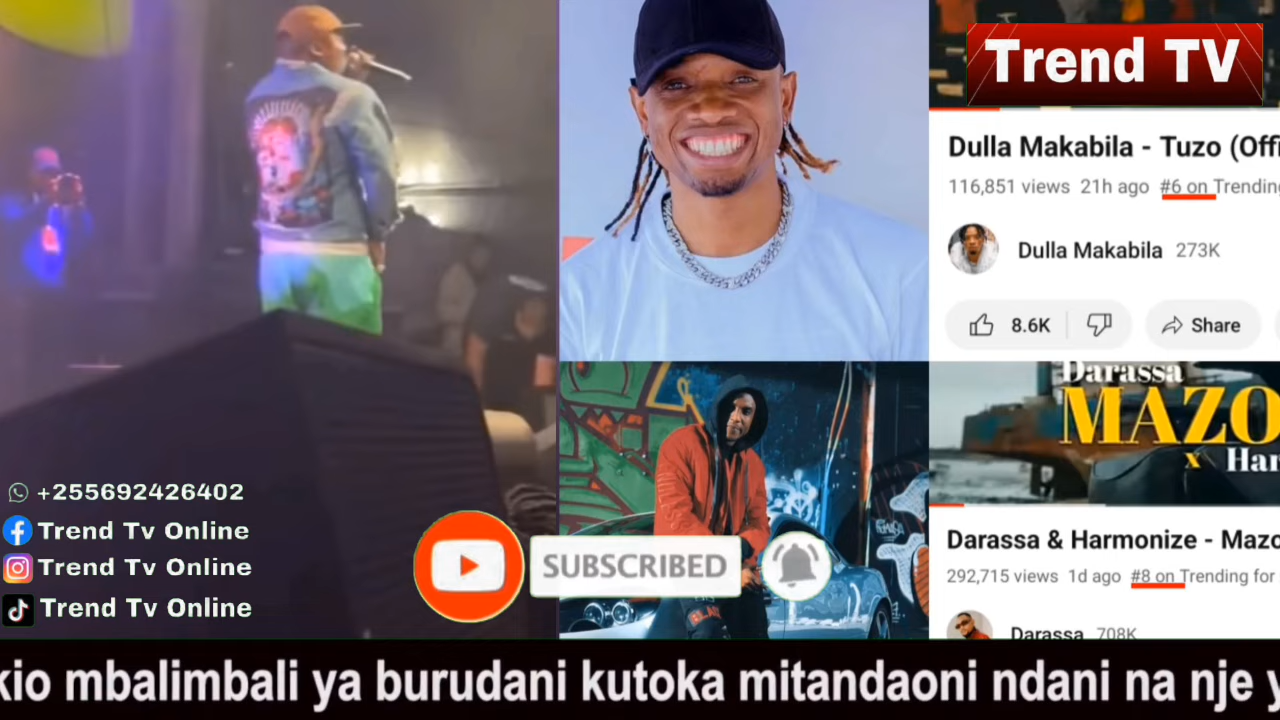 Trend TV
Dulla Makabila - Tuzo (Offi
116,851 views 21h ago #6 on Trending
Dulla Makabila 273K
8.6K
Share
Darassa
MAZO
x Har
Darassa & Harmonize - Mazo
292,715 views 1d ago #8 on Trending for
Darassa 708K
+255692426402
Trend Tv Online
Trend Tv Online
Trend Tv Online
SUBSCRIBED
kio mbalimbali ya burudani kutoka mitandaoni ndani na nje y